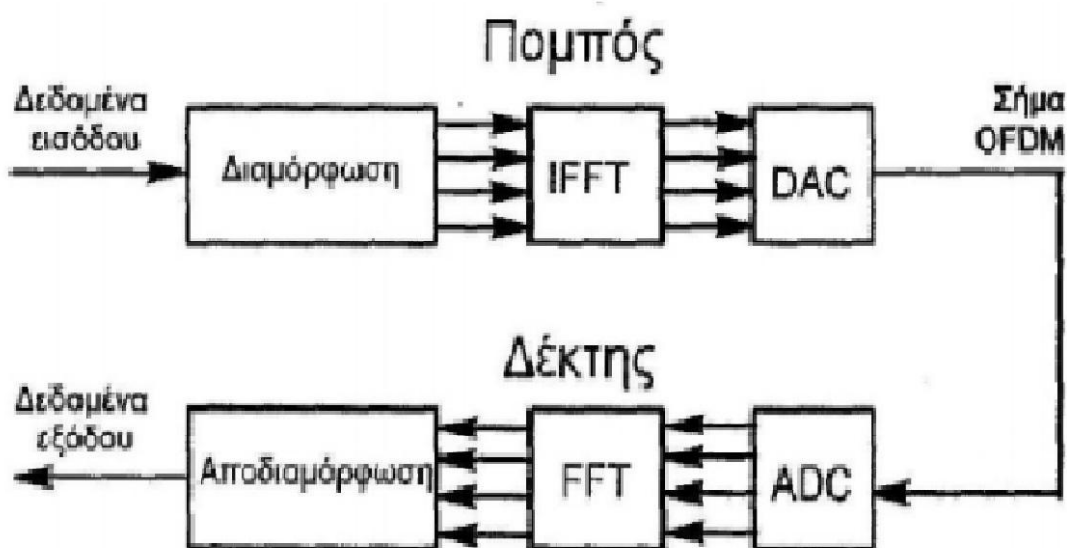 Πομπός
Δεδομένα
εισόδου
Διαμόρφωση
IFFT
DAC
Σήμα
OFDM
Δέκτης
Δεδομένα
εξόδου
Αποδιαμόρφωση
FFT
ADC